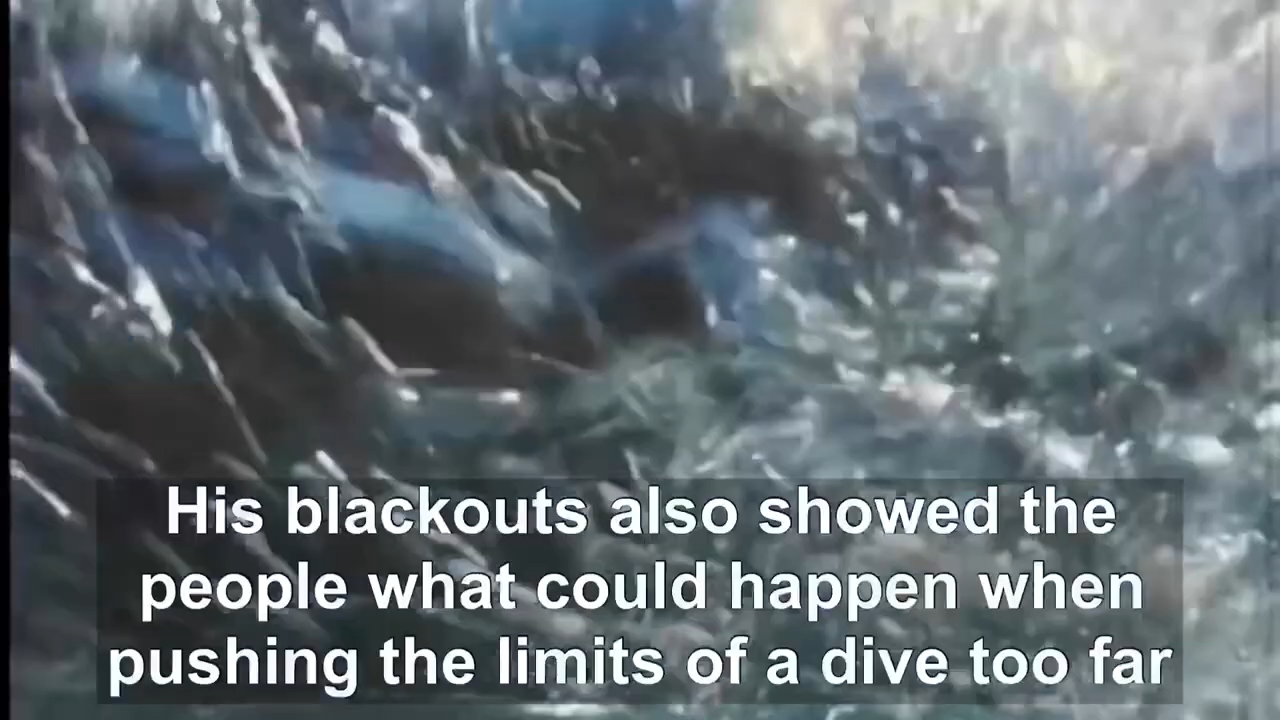 His blackouts also showed the
people what could happen when
pushing the limits of a dive too far